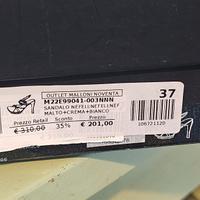 OUTLET MALLONI NOVENTA
M22E99041-003NNN
SANDALO NEFELLNEFELLNEF
MALTO+CREMA+BIANCO
Prezzo Retail Sconto Prezzo
€ 310,00 35% € 201,00
37
106721120